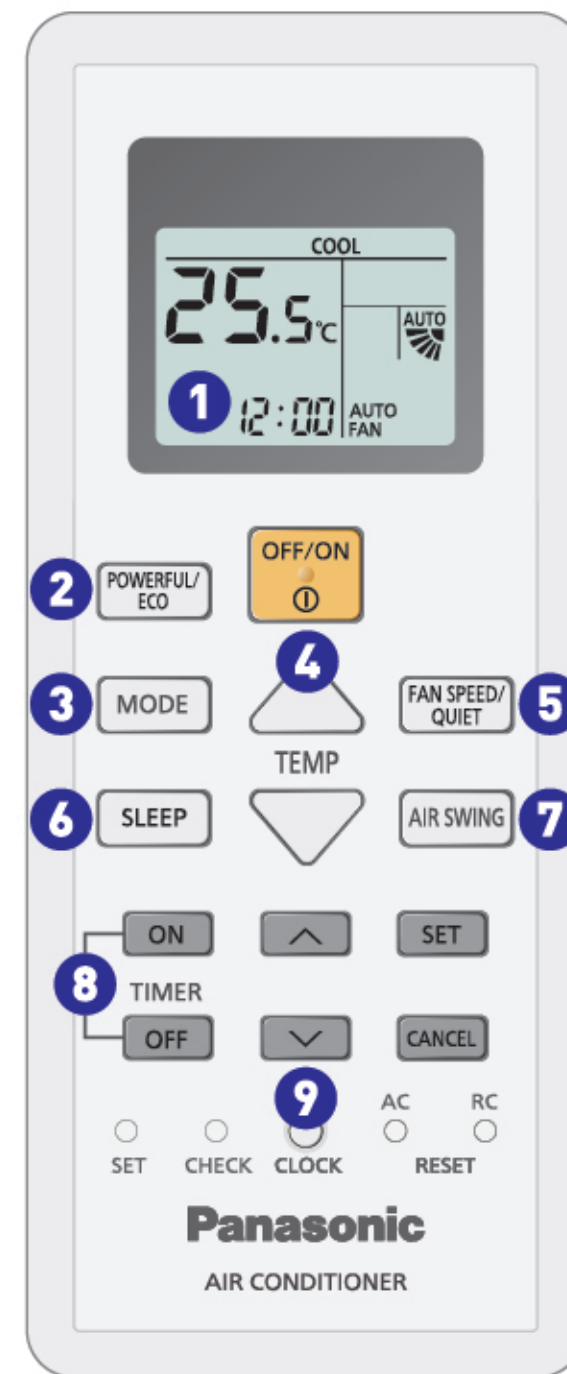 COOL
25.5°C
AUTO
1
12:00
AUTO
FAN
OFF/ON
2
POWERFUL/
ECO
4
3
MODE
FAN SPEED/
QUIET
5
TEMP
6
SLEEP
AIR SWING
7
ON
SET
8
TIMER
OFF
CANCEL
9
AC
RC
SET
CHECK
CLOCK
RESET
Panasonic
AIR CONDITIONER